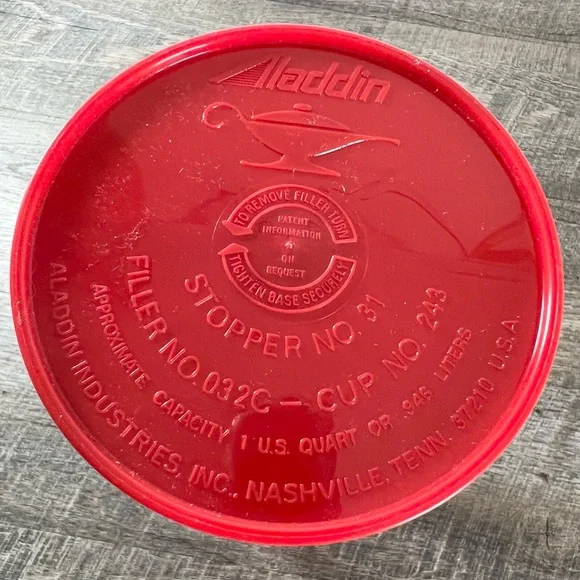 Aladdin
TO REMOVE FILLER TURN
PATENT
INFORMATION
ON
REQUEST
TIGHTEN BASE SECURELY
STOPPER NO. 31
FILLER NO. 032C – CUP NO. 243
APPROXIMATE CAPACITY 1 U.S. QUART OR .946 LITERS
ALADDIN INDUSTRIES, INC., NASHVILLE, TENN. 37210 U.S.A.